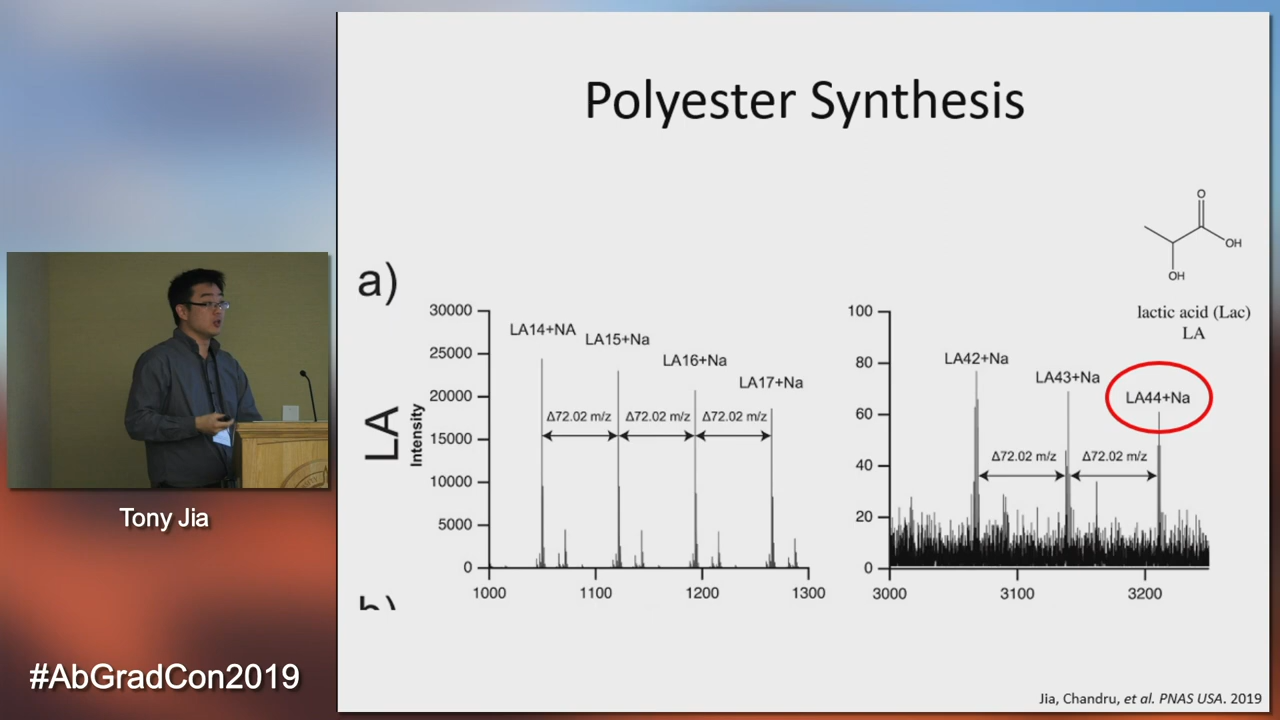 Polyester Synthesis
O
OH
OH
lactic acid (Lac)
LA
a)
LA
Intensity
30000
25000
20000
15000
10000
5000
0
LA14+NA
LA15+Na
LA16+Na
LA17+Na
Δ72.02 m/z
Δ72.02 m/z
Δ72.02 m/z
1000
1100
1200
1300
100
80
60
40
20
0
LA42+Na
LA43+Na
LA44+Na
Δ72.02 m/z
Δ72.02 m/z
3000
3100
3200
b)
Jia, Chandru, et al. PNAS USA. 2019
Tony Jia
#AbGradCon2019